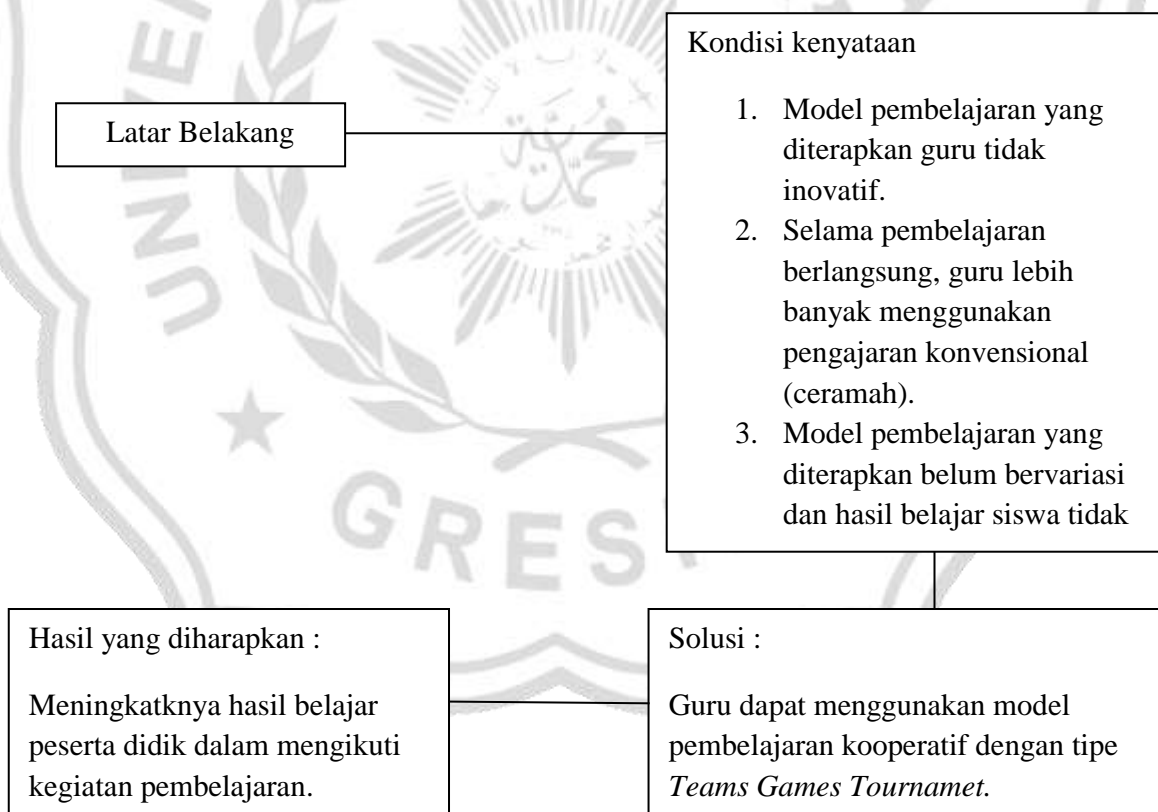 Latar Belakang
Kondisi kenyataan
1. Model pembelajaran yang
diterapkan guru tidak
inovatif.
2. Selama pembelajaran
berlangsung, guru lebih
banyak menggunakan
pengajaran konvensional
(ceramah).
3. Model pembelajaran yang
diterapkan belum bervariasi
dan hasil belajar siswa tidak
Solusi :
Guru dapat menggunakan model
pembelajaran kooperatif dengan tipe
Teams Games Tournamet.
Hasil yang diharapkan :
Meningkatknya hasil belajar
peserta didik dalam mengikuti
kegiatan pembelajaran.